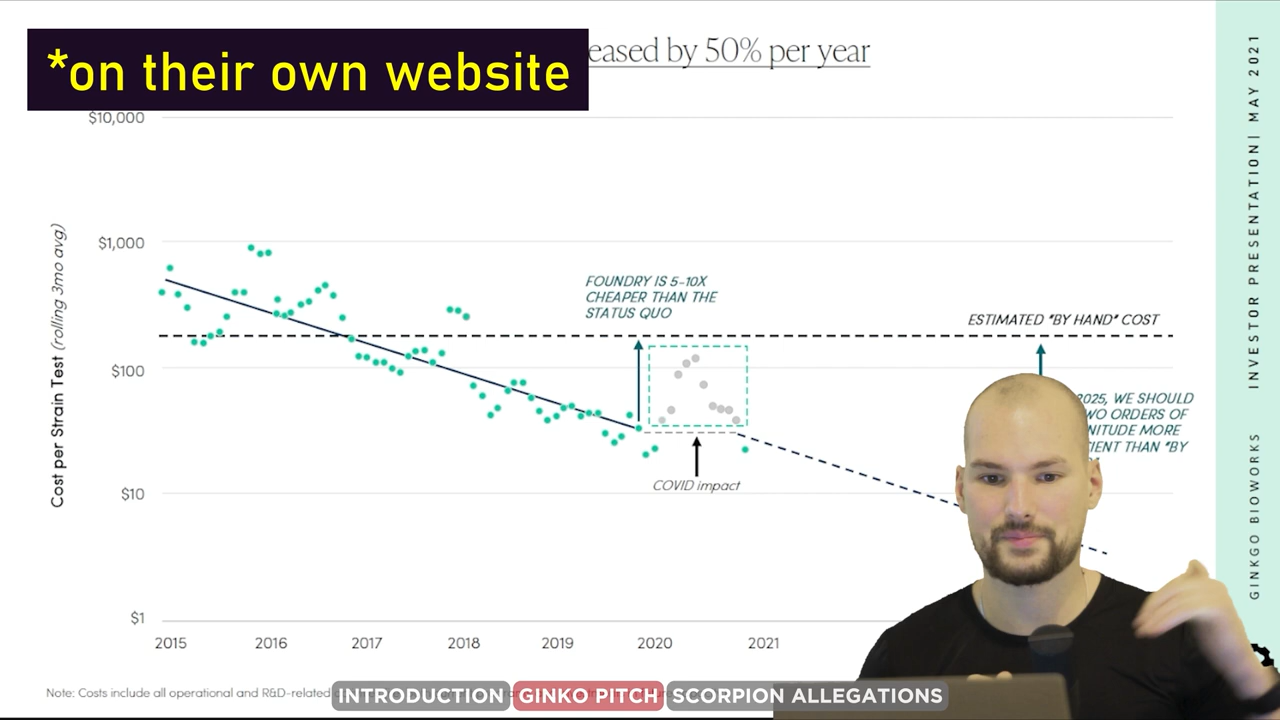 *on their own website
eased by 50% per year
$10,000
$1,000
$100
$10
$1
Cost per Strain Test (rolling 3mo avg)
FOUNDRY IS 5-10X
CHEAPER THAN THE
STATUS QUO
ESTIMATED "BY HAND" COST
2025, WE SHOULD
WO ORDERS OF
NITUDE MORE
CIENT THAN "BY
COVID impact
2015 2016 2017 2018 2019 2020 2021
Note: Costs include all operational and R&D-related
INTRODUCTION GINKO PITCH SCORPION ALLEGATIONS
GINKGO BIOWORKS INVESTOR PRESENTATION | MAY 2021